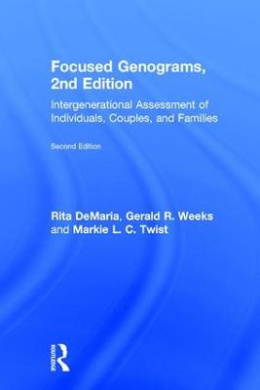 Focused Genograms,
2nd Edition
Intergenerational Assessment of
Individuals, Couples, and Families
Second Edition
Rita DeMaria, Gerald R. Weeks
and Markie L. C. Twist
ROUTLEDGE